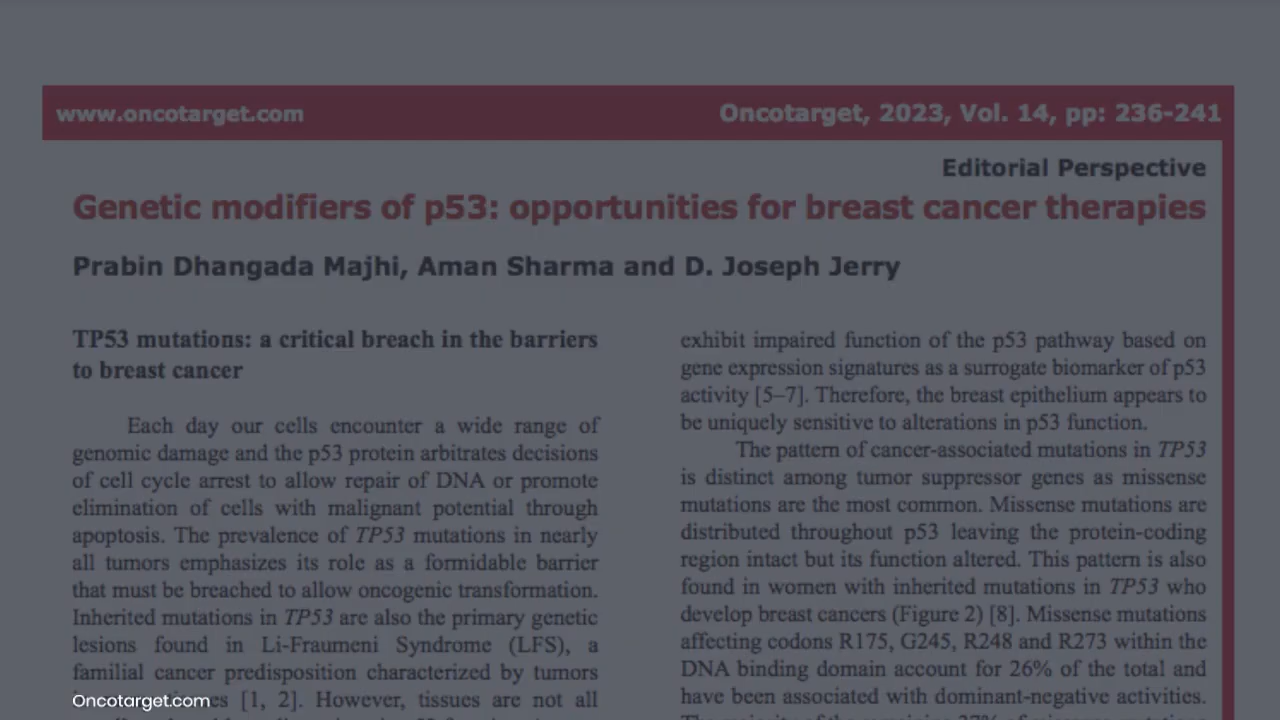 www.oncotarget.com
Oncotarget, 2023, Vol. 14, pp: 236-241
Editorial Perspective
Genetic modifiers of p53: opportunities for breast cancer therapies
Prabin Dhangada Majhi, Aman Sharma and D. Joseph Jerry
TP53 mutations: a critical breach in the barriers
to breast cancer
Each day our cells encounter a wide range of
genomic damage and the p53 protein arbitrates decisions
of cell cycle arrest to allow repair of DNA or promote
elimination of cells with malignant potential through
apoptosis. The prevalence of TP53 mutations in nearly
all tumors emphasizes its role as a formidable barrier
that must be breached to allow oncogenic transformation.
Inherited mutations in TP53 are also the primary genetic
lesions found in Li-Fraumeni Syndrome (LFS), a
familial cancer predisposition characterized by tumors
[1, 2]. However, tissues are not all
exhibit impaired function of the p53 pathway based on
gene expression signatures as a surrogate biomarker of p53
activity [5–7]. Therefore, the breast epithelium appears to
be uniquely sensitive to alterations in p53 function.
The pattern of cancer-associated mutations in TP53
is distinct among tumor suppressor genes as missense
mutations are the most common. Missense mutations are
distributed throughout p53 leaving the protein-coding
region intact but its function altered. This pattern is also
found in women with inherited mutations in TP53 who
develop breast cancers (Figure 2) [8]. Missense mutations
affecting codons R175, G245, R248 and R273 within the
DNA binding domain account for 26% of the total and
have been associated with dominant-negative activities.
Oncotarget.com